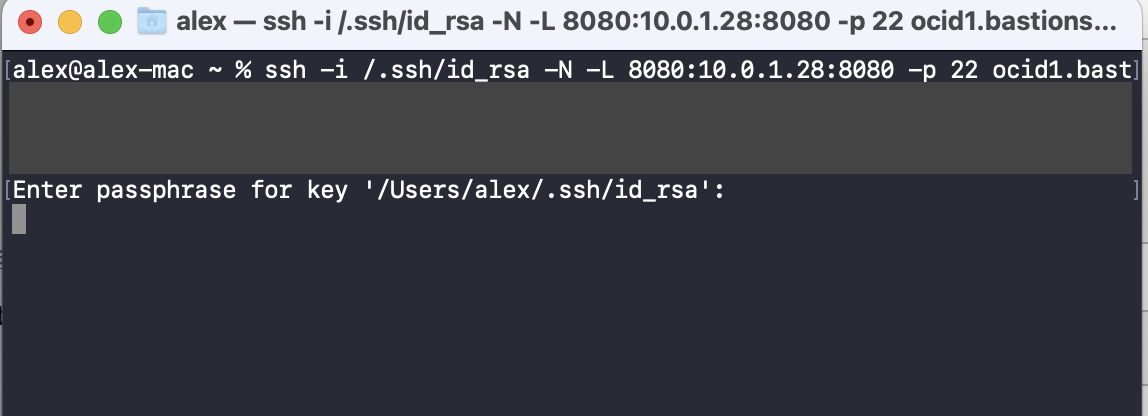 alex — ssh -i /.ssh/id_rsa -N -L 8080:10.0.1.28:8080 -p 22 ocid1.bastions...
[alex@alex-mac ~ % ssh -i /.ssh/id_rsa -N -L 8080:10.0.1.28:8080 -p 22 ocid1.bast]
[Enter passphrase for key '/Users/alex/.ssh/id_rsa': ]